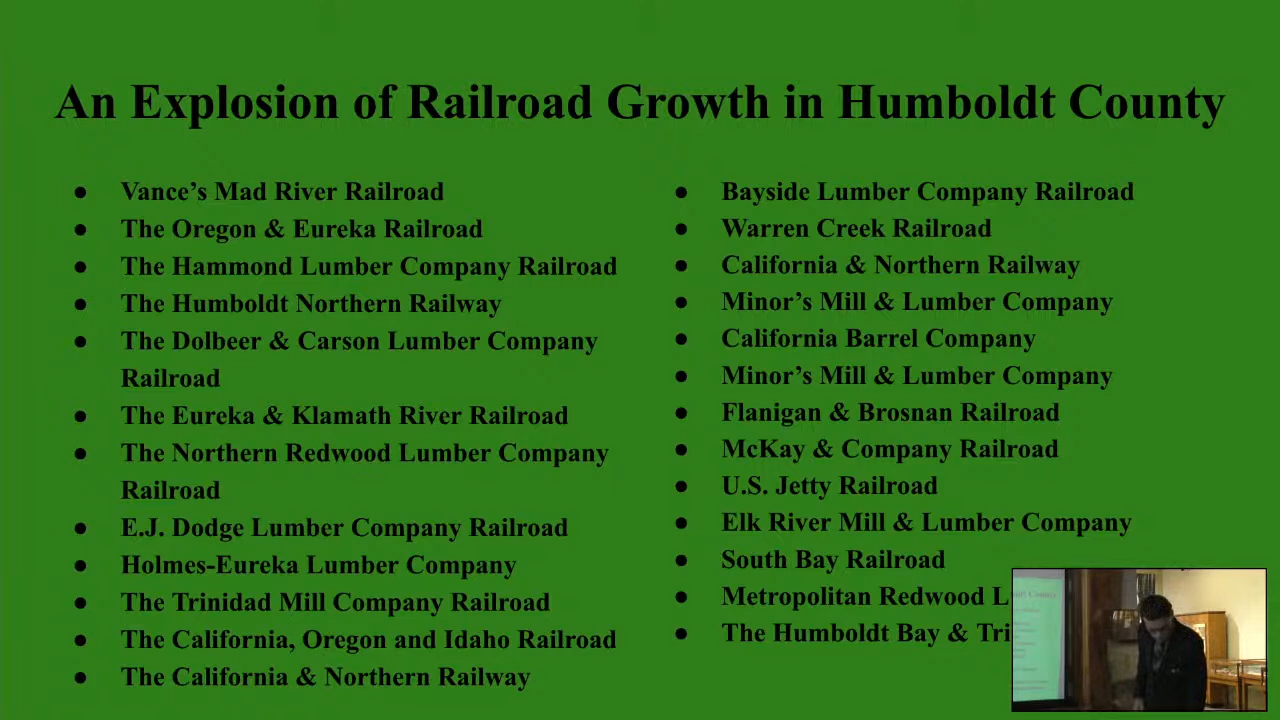 An Explosion of Railroad Growth in Humboldt County
● Vance’s Mad River Railroad
● The Oregon & Eureka Railroad
● The Hammond Lumber Company Railroad
● The Humboldt Northern Railway
● The Dolbeer & Carson Lumber Company
Railroad
● The Eureka & Klamath River Railroad
● The Northern Redwood Lumber Company
Railroad
● E.J. Dodge Lumber Company Railroad
● Holmes-Eureka Lumber Company
● The Trinidad Mill Company Railroad
● The California, Oregon and Idaho Railroad
● The California & Northern Railway
● Bayside Lumber Company Railroad
● Warren Creek Railroad
● California & Northern Railway
● Minor’s Mill & Lumber Company
● California Barrel Company
● Minor’s Mill & Lumber Company
● Flanigan & Brosnan Railroad
● McKay & Company Railroad
● U.S. Jetty Railroad
● Elk River Mill & Lumber Company
● South Bay Railroad
● Metropolitan Redwood L
● The Humboldt Bay & Tri